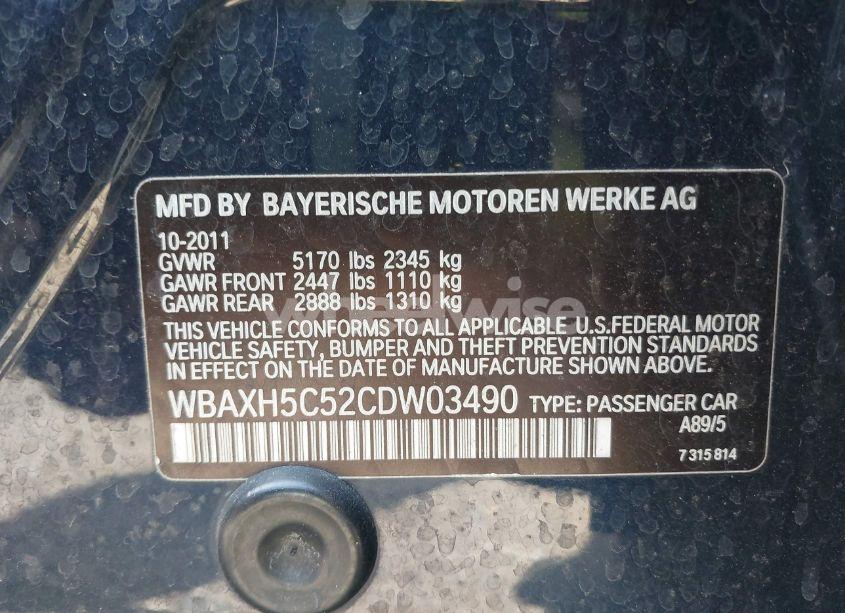 MFD BY BAYERISCHE MOTOREN WERKE AG
10-2011
GVWR 5170 lbs 2345 kg
GAWR FRONT 2447 lbs 1110 kg
GAWR REAR 2888 lbs 1310 kg
wheelwise
THIS VEHICLE CONFORMS TO ALL APPLICABLE U.S.FEDERAL MOTOR
VEHICLE SAFETY, BUMPER AND THEFT PREVENTION STANDARDS
IN EFFECT ON THE DATE OF MANUFACTURE SHOWN ABOVE.
WBAXH5C52CDW03490 TYPE: PASSENGER CAR
A89/5
7 315 814